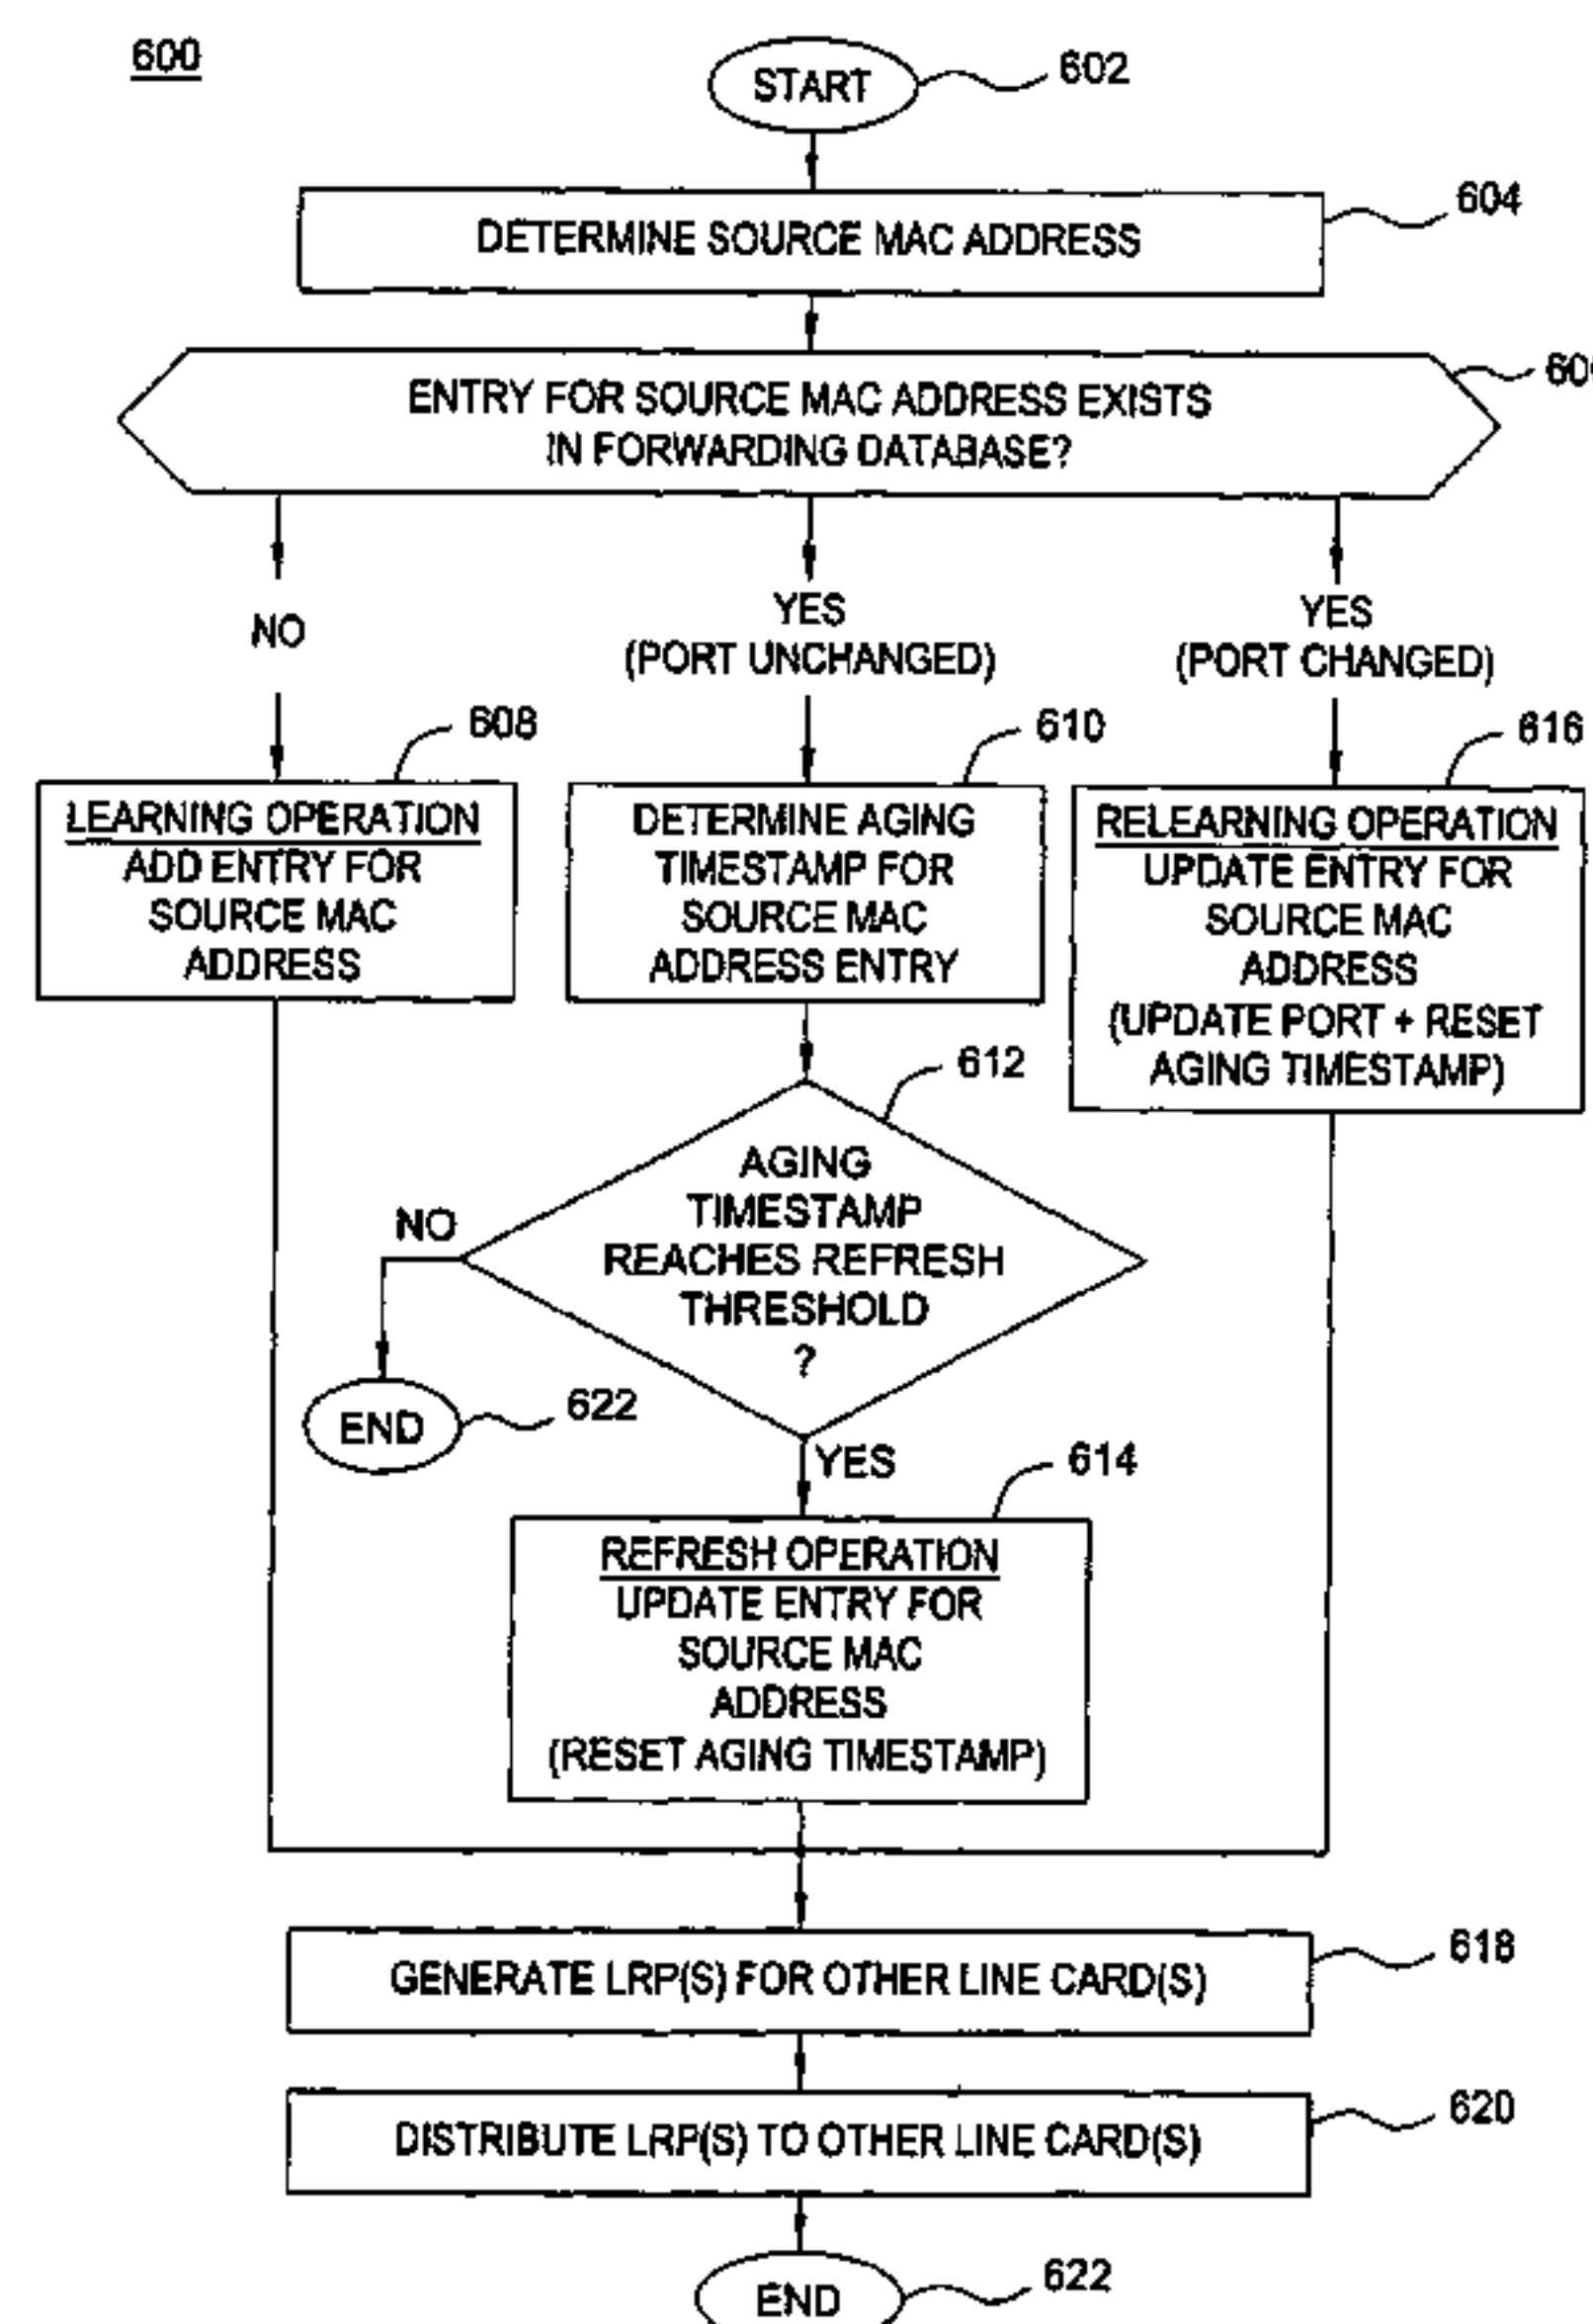 600
START
602
DETERMINE SOURCE MAC ADDRESS
604
ENTRY FOR SOURCE MAC ADDRESS EXISTS
IN FORWARDING DATABASE?
NO
YES
(PORT UNCHANGED)
YES
(PORT CHANGED)
608
LEARNING OPERATION
ADD ENTRY FOR
SOURCE MAC
ADDRESS
610
DETERMINE AGING
TIMESTAMP FOR
SOURCE MAC
ADDRESS ENTRY
616
RELEARNING OPERATION
UPDATE ENTRY FOR
SOURCE MAC
ADDRESS
(UPDATE PORT + RESET
AGING TIMESTAMP)
612
AGING
TIMESTAMP
REACHES REFRESH
THRESHOLD
?
NO
END
622
YES
614
REFRESH OPERATION
UPDATE ENTRY FOR
SOURCE MAC
ADDRESS
(RESET AGING TIMESTAMP)
GENERATE LRP(S) FOR OTHER LINE CARD(S)
618
DISTRIBUTE LRP(S) TO OTHER LINE CARD(S)
620
END
622